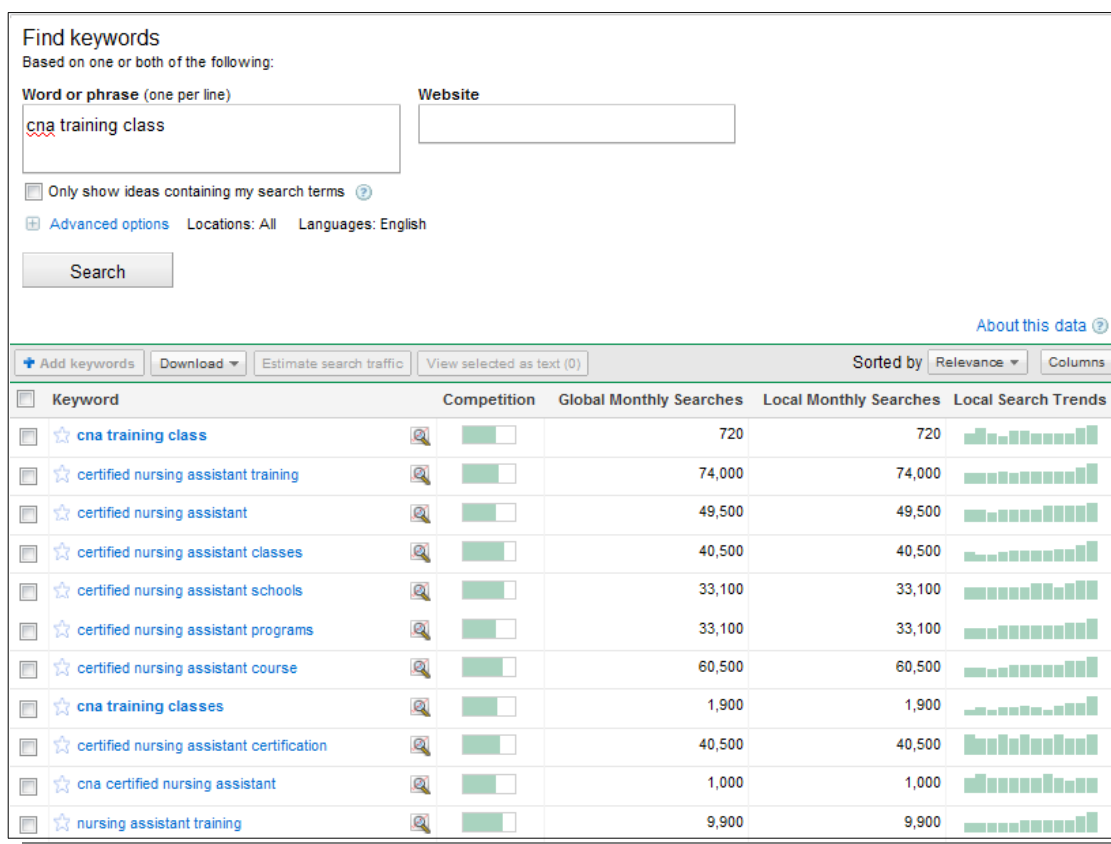 Find keywords
Based on one or both of the following:
Word or phrase (one per line) Website
cna training class
Only show ideas containing my search terms ?
Advanced options Locations: All Languages: English
Search
About this data ?
Add keywords Download Estimate search traffic View selected as text (0) Sorted by Relevance Columns
Keyword Competition Global Monthly Searches Local Monthly Searches Local Search Trends
cna training class 720 720
certified nursing assistant training 74,000 74,000
certified nursing assistant 49,500 49,500
certified nursing assistant classes 40,500 40,500
certified nursing assistant schools 33,100 33,100
certified nursing assistant programs 33,100 33,100
certified nursing assistant course 60,500 60,500
cna training classes 1,900 1,900
certified nursing assistant certification 40,500 40,500
cna certified nursing assistant 1,000 1,000
nursing assistant training 9,900 9,900